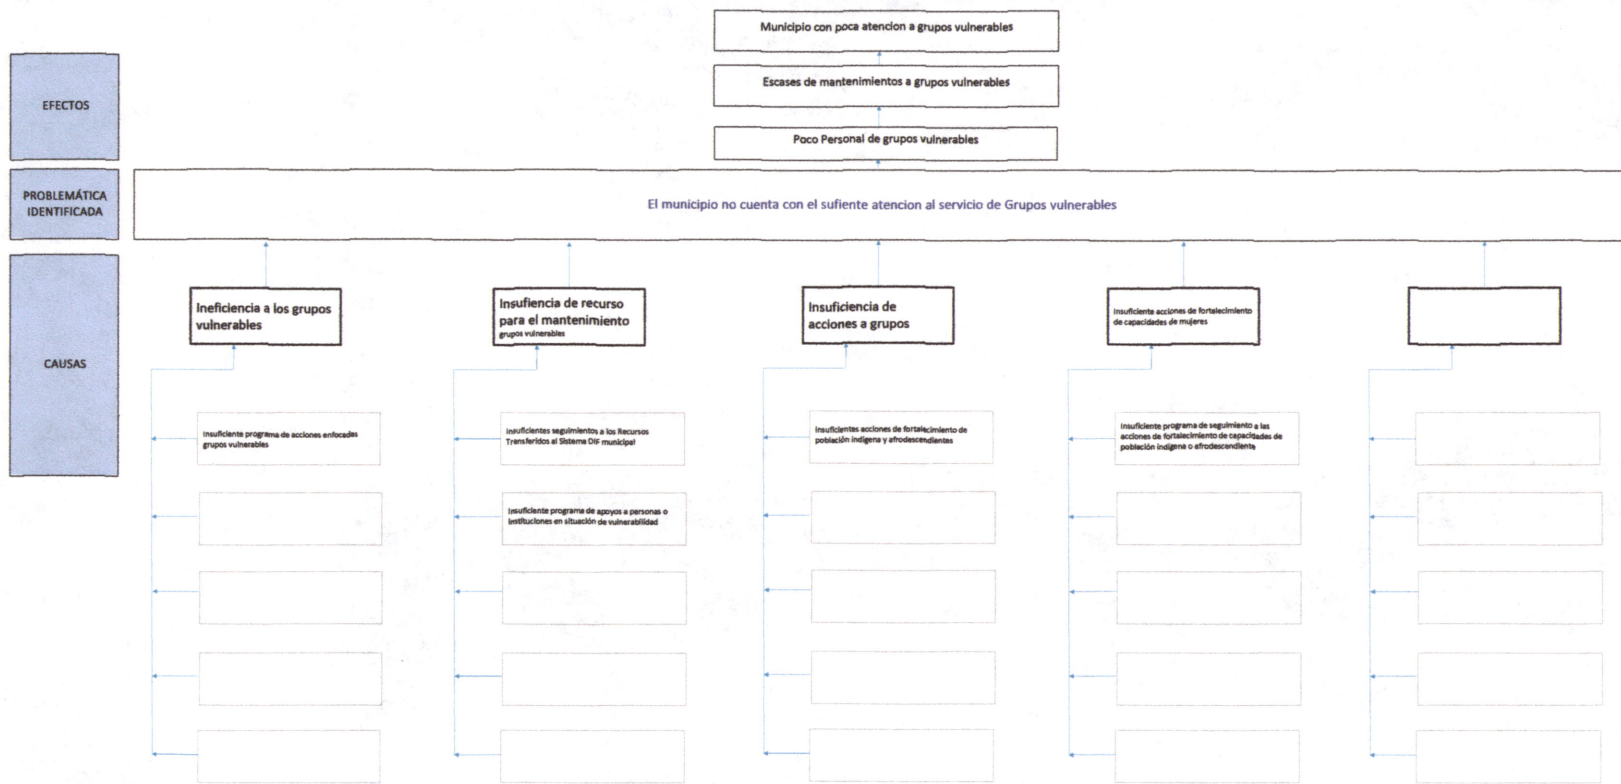 Municipio con poca atencion a grupos vulnerables
EFECTOS
Escases de mantenimientos a grupos vulnerables
Poco Personal de grupos vulnerables
PROBLEMÁTICA
IDENTIFICADA
El municipio no cuenta con el sufiente atencion al servicio de Grupos vulnerables
CAUSAS
Ineficiencia a los grupos
vulnerables
Insufiencia de recurso
para el mantenimiento
grupos vulnerables
Insuficiencia de
acciones a grupos
Insuficiente acciones de fortalecimiento
de capacidades de mujeres
Insuficiente programa de acciones enfocadas
grupos vulnerables
Insuficientes seguimientos a los Recursos
Transferidos al Sistema DIF municipal
Insuficientes acciones de fortalecimiento de
población indígena y afrodescendientes
Insuficiente programa de seguimiento a las
acciones de fortalecimiento de capacidades de
población indígena o afrodescendiente
Insuficiente programa de apoyos a personas o
instituciones en situación de vulnerabilidad